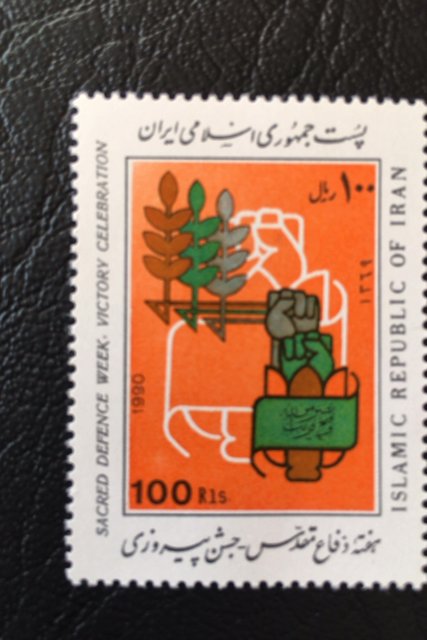 پست جمهوری اسلامی ایران
۱۰۰ ریال
۱۳۶۹
SACRED DEFENCE WEEK, VICTORY CELEBRATION
ISLAMIC REPUBLIC OF IRAN
1990
100 Rls.
هفتهٔ دفاع مقدس - جشن پیروزی